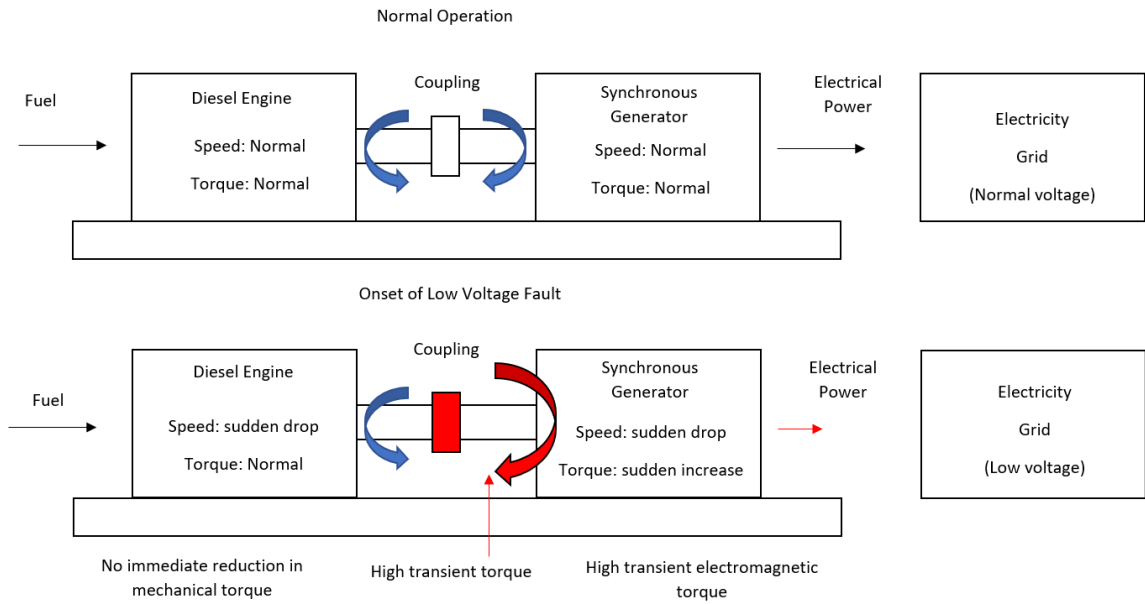 Normal Operation
Fuel
Diesel Engine
Speed: Normal
Torque: Normal
Coupling
Synchronous
Generator
Speed: Normal
Torque: Normal
Electrical
Power
Electricity
Grid
(Normal voltage)
Onset of Low Voltage Fault
Fuel
Diesel Engine
Speed: sudden drop
Torque: Normal
Coupling
Synchronous
Generator
Speed: sudden drop
Torque: sudden increase
Electrical
Power
Electricity
Grid
(Low voltage)
No immediate reduction in
mechanical torque
High transient torque
High transient electromagnetic
torque